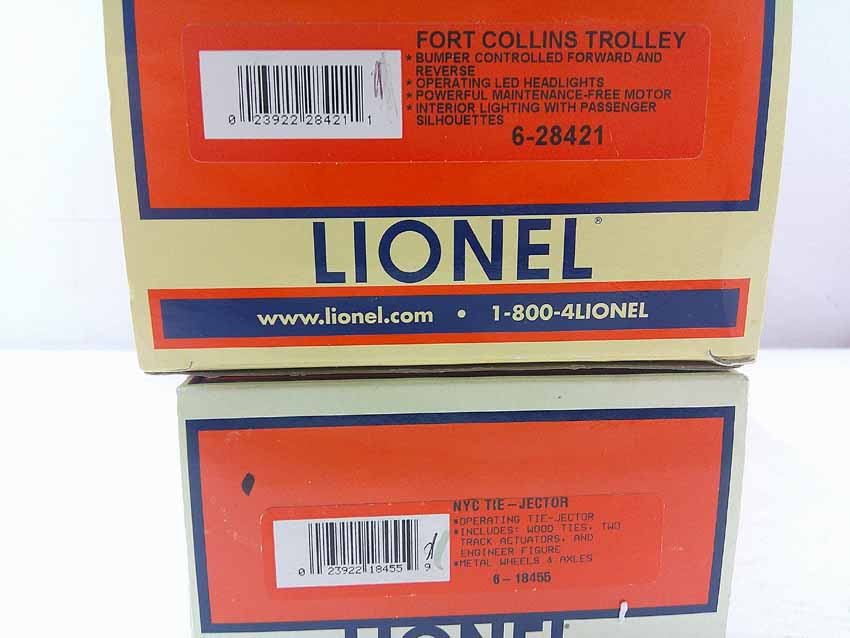 FORT COLLINS TROLLEY
* BUMPER CONTROLLED FORWARD AND
REVERSE
* OPERATING LED HEADLIGHTS
* POWERFUL MAINTENANCE-FREE MOTOR
* INTERIOR LIGHTING WITH PASSENGER
SILHOUETTES
6-28421
0 23922 28421 1
LIONEL®
www.lionel.com • 1-800-4LIONEL
NYC TIE-JECTOR
*OPERATING TIE-JECTOR
*INCLUDES: WOOD TIES, TWO
TRACK ACTUATORS, AND
ENGINEER FIGURE
*METAL WHEELS & AXLES
6-18455
0 23922 18455 9
LIONEL